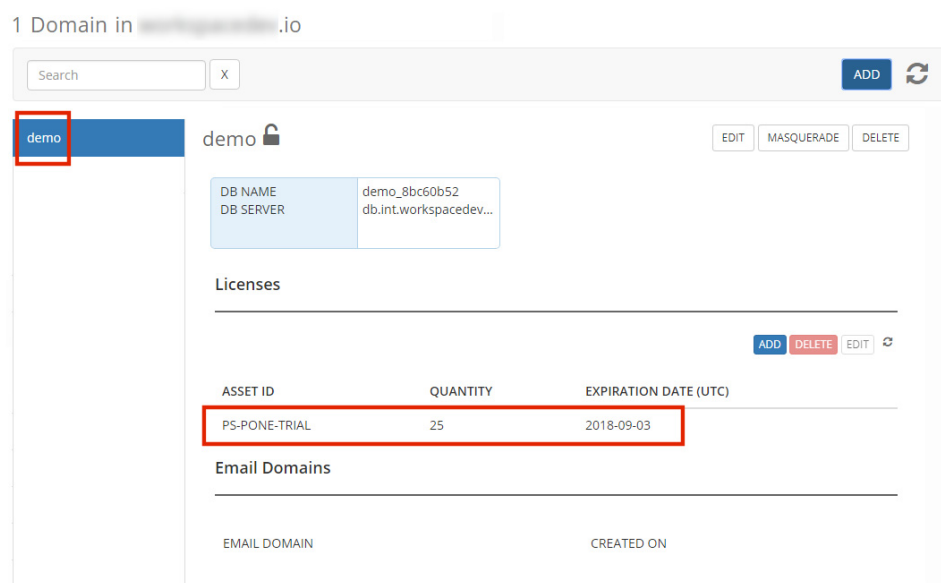 1 Domain in .io
Search
X
ADD
demo
demo
EDIT
MASQUERADE
DELETE
DB NAME demo_8bc60b52
DB SERVER db.int.workspacedev...
Licenses
ADD DELETE EDIT
ASSET ID QUANTITY EXPIRATION DATE (UTC)
PS-PONE-TRIAL 25 2018-09-03
Email Domains
EMAIL DOMAIN CREATED ON